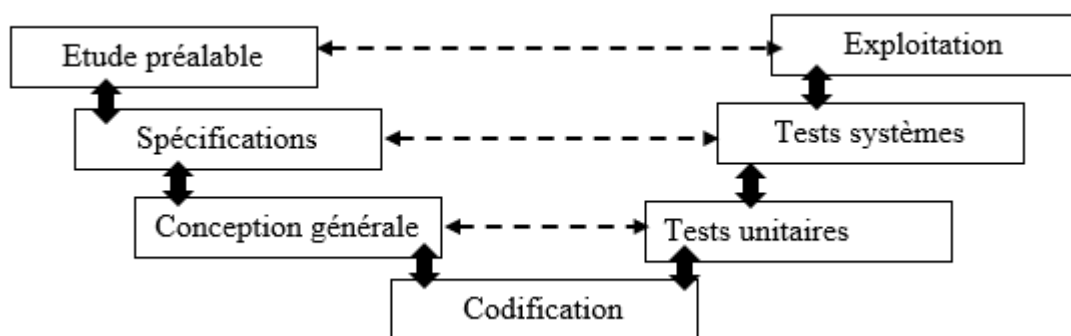 Etude préalable
Exploitation
Spécifications
Tests systèmes
Conception générale
Tests unitaires
Codification